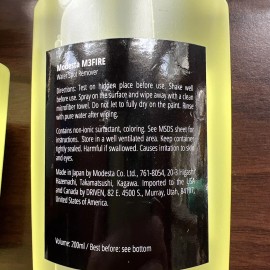 Modesta M3FIRE
Water Spot Remover
Directions: Test on hidden place before use. Shake well
before use. Spray on the surface and wipe away with a clean
microfiber towel. Do not let to fully dry on the paint. Rinse
with pure water after wiping.
Contains non-ionic surfactant, coloring. See MSDS sheet for
instructions. Store in a well ventilated area. Keep container
tightly sealed. Harmful if swallowed. Causes irritation to skin
and eyes.
Made in Japan by Modesta Co. Ltd., 761-8054, 20-3 Higashi
Hazemachi, Takamatsushi, Kagawa. Imported to the USA
and Canada by DRIVEN, 82 E. 4500 S., Murray, Utah, 84107,
United States of America.
Volume: 200ml / Best before: see bottom